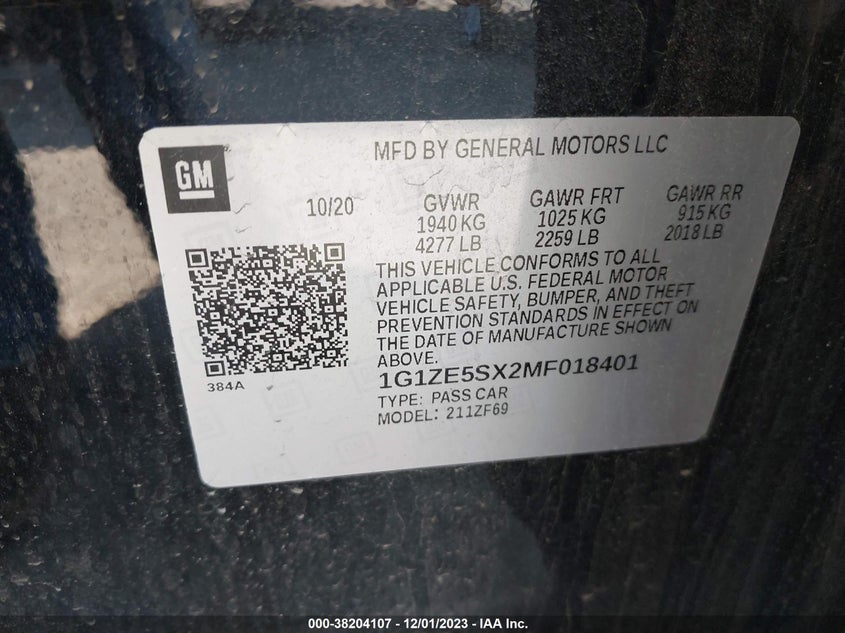 GM
MFD BY GENERAL MOTORS LLC
10/20
GVWR
1940 KG
4277 LB
GAWR FRT
1025 KG
2259 LB
GAWR RR
915 KG
2018 LB
THIS VEHICLE CONFORMS TO ALL
APPLICABLE U.S. FEDERAL MOTOR
VEHICLE SAFETY, BUMPER, AND THEFT
PREVENTION STANDARDS IN EFFECT ON
THE DATE OF MANUFACTURE SHOWN
ABOVE.
384A
1G1ZE5SX2MF018401
TYPE: PASS CAR
MODEL: 211ZF69
000-38204107 - 12/01/2023 - IAA Inc.